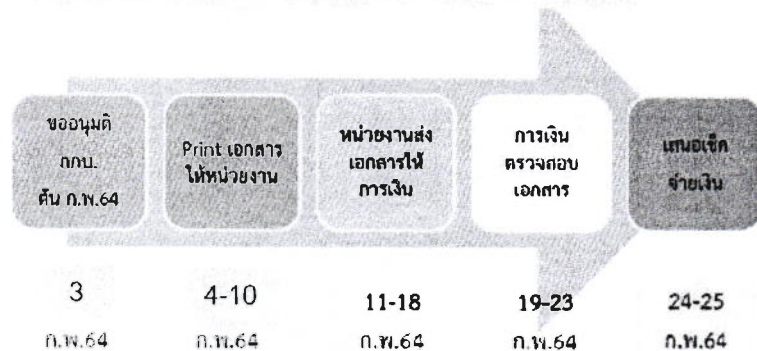 ขออนุมัติ
กกบ.
ต้น ก.พ.64
Print เอกสาร
ให้หน่วยงาน
หน่วยงานส่ง
เอกสารให้
การเงิน
การเงิน
ตรวจสอบ
เอกสาร
เสนอเช็ค
จ่ายเงิน
3
4-10
11-18
19-23
24-25
ก.พ.64
ก.พ.64
ก.พ.64
ก.พ.64
ก.พ.64